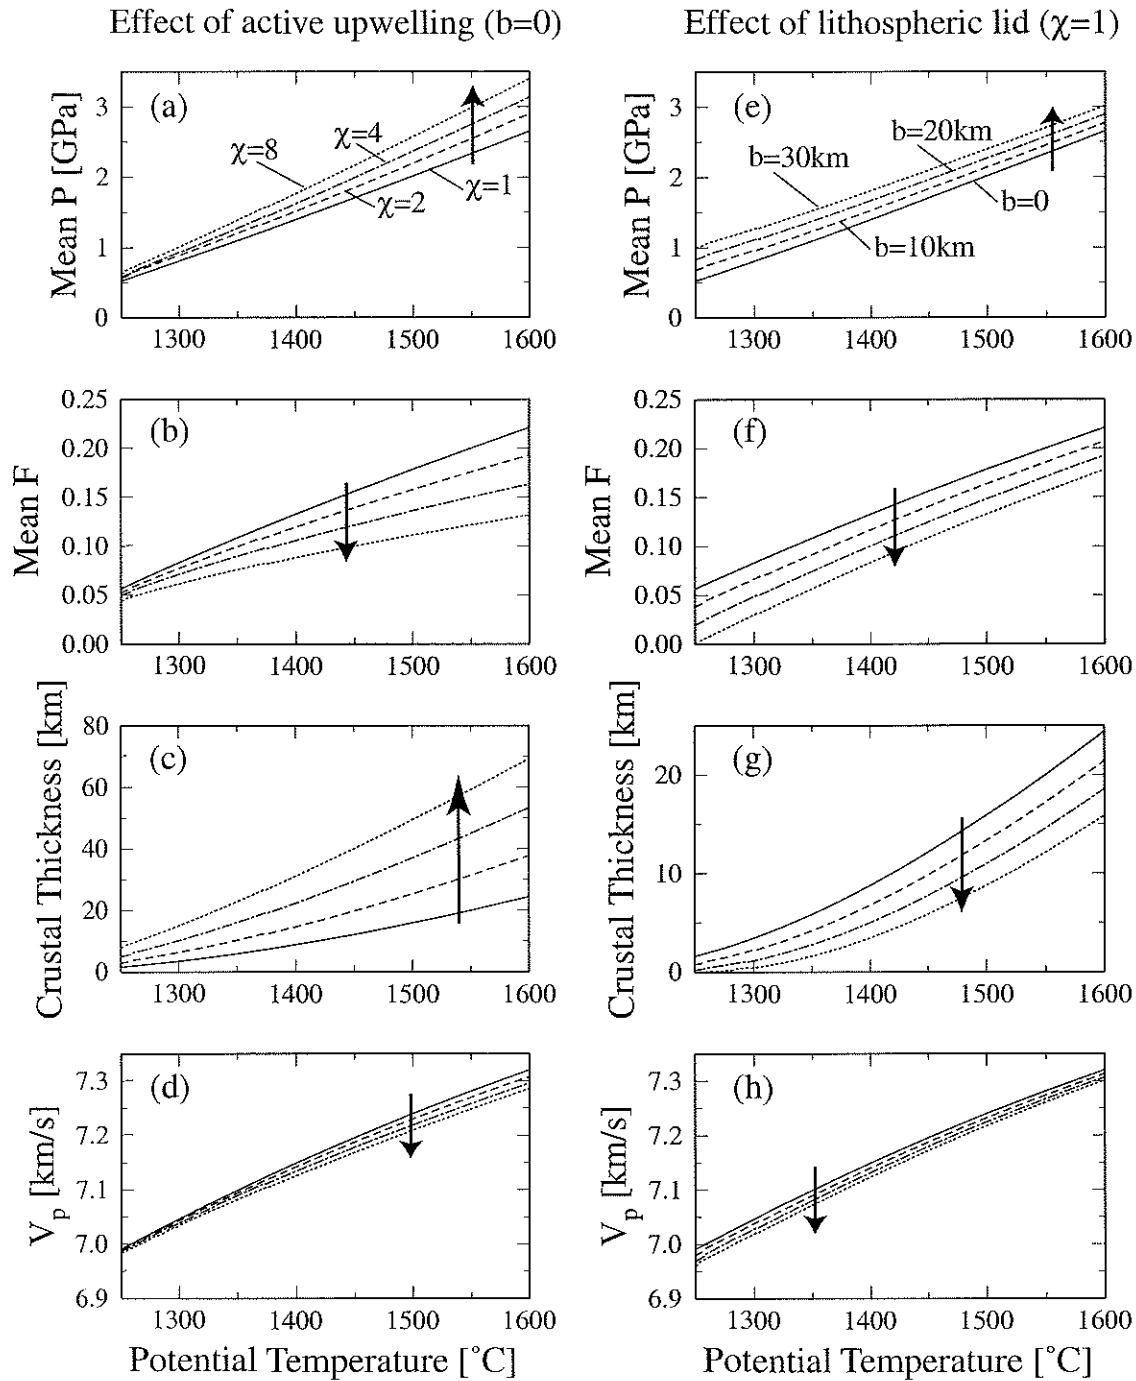 Effect of active upwelling (b=0)
Effect of lithospheric lid (χ=1)
(a)
Mean P [GPa]
3
2
1
0
χ=8
χ=4
χ=2
χ=1
1300 1400 1500 1600
(e)
Mean P [GPa]
3
2
1
0
b=30km
b=20km
b=0
b=10km
1300 1400 1500 1600
(b)
Mean F
0.25
0.20
0.15
0.10
0.05
0.00
1300 1400 1500 1600
(f)
Mean F
0.25
0.20
0.15
0.10
0.05
0.00
1300 1400 1500 1600
(c)
Crustal Thickness [km]
80
60
40
20
0
1300 1400 1500 1600
(g)
Crustal Thickness [km]
20
10
0
1300 1400 1500 1600
(d)
Vp [km/s]
7.3
7.2
7.1
7.0
6.9
1300 1400 1500 1600
Potential Temperature [˚C]
(h)
Vp [km/s]
7.3
7.2
7.1
7.0
6.9
1300 1400 1500 1600
Potential Temperature [˚C]